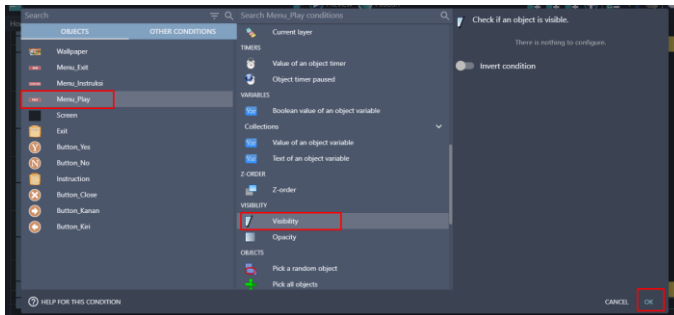 Search
OBJECTS
OTHER CONDITIONS
Wallpaper
Menu_Exit
Menu_Instruksi
Menu_Play
Screen
Exit
Button_Yes
Button_No
Instruction
Button_Close
Button_Kanan
Button_Kiri
HELP FOR THIS CONDITION
Search Menu_Play conditions
Current layer
TIMERS
Value of an object timer
Object timer paused
VARIABLES
Boolean value of an object variable
Collections
Value of an object variable
Text of an object variable
Z-ORDER
Z-order
VISIBILITY
Visibility
Opacity
OBJECTS
Pick a random object
Pick all objects
Check if an object is visible.
There is nothing to configure.
Invert condition
CANCEL
OK